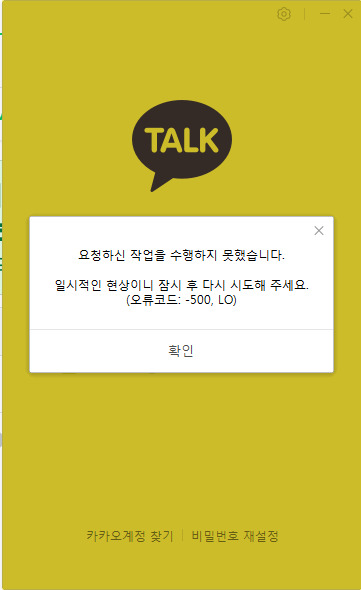 TALK
요청하신 작업을 수행하지 못했습니다.
일시적인 현상이니 잠시 후 다시 시도해 주세요.
(오류코드: -500, LO)
확인
카카오계정 찾기 | 비밀번호 재설정